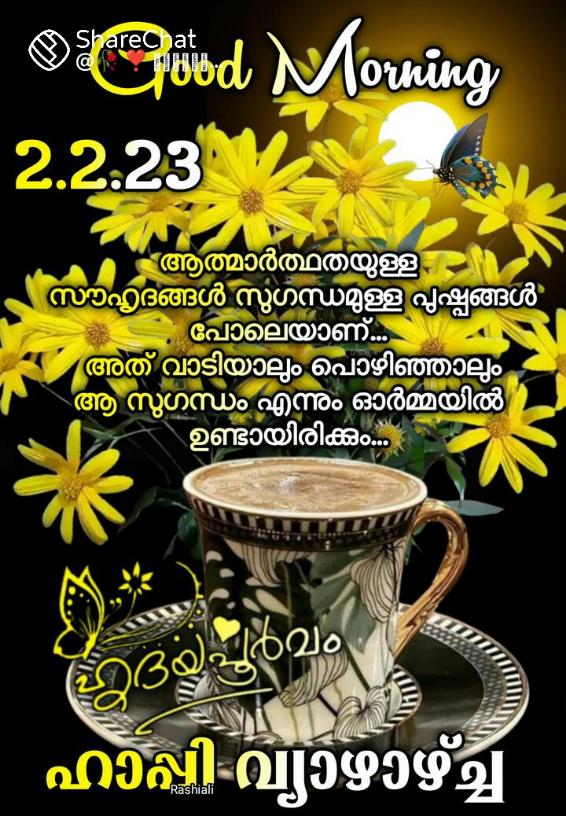 ShareChat
Good Morning
2.2.23
ആത്മാർത്ഥതയുള്ള
സൗഹൃദങ്ങൾ സുഗന്ധമുള്ള പുഷ്പങ്ങൾ
പോലെയാണ്...
അത് വാടിയാലും പൊഴിഞ്ഞാലും
ആ സുഗന്ധം എന്നും ഓർമ്മയിൽ
ഉണ്ടായിരിക്കും...
ഹൃദയപൂർവം
ഹാപ്പി വ്യാഴാഴ്ച്ച
Rashiali